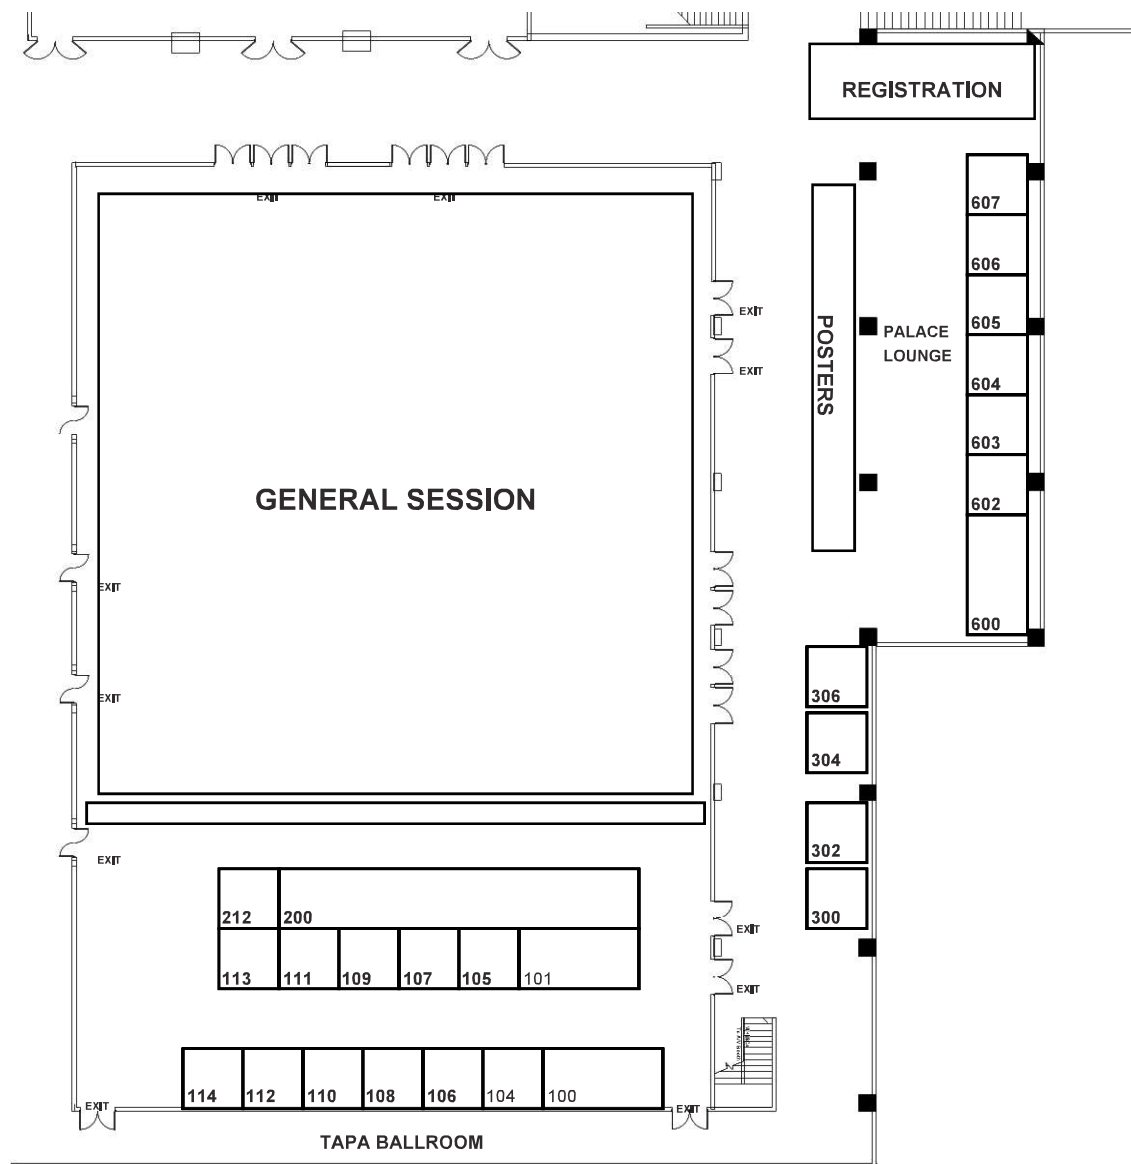 REGISTRATION
607
EXIT EXIT
606
EXIT
605
POSTERS
PALACE
LOUNGE
EXIT
604
603
GENERAL SESSION
602
EXIT
600
306
EXIT
304
302
EXIT
212 200
300
EXIT
113 111 109 107 105 101
EXIT
114 112 110 108 106 104 100
EXIT
EXIT
TAPA BALLROOM